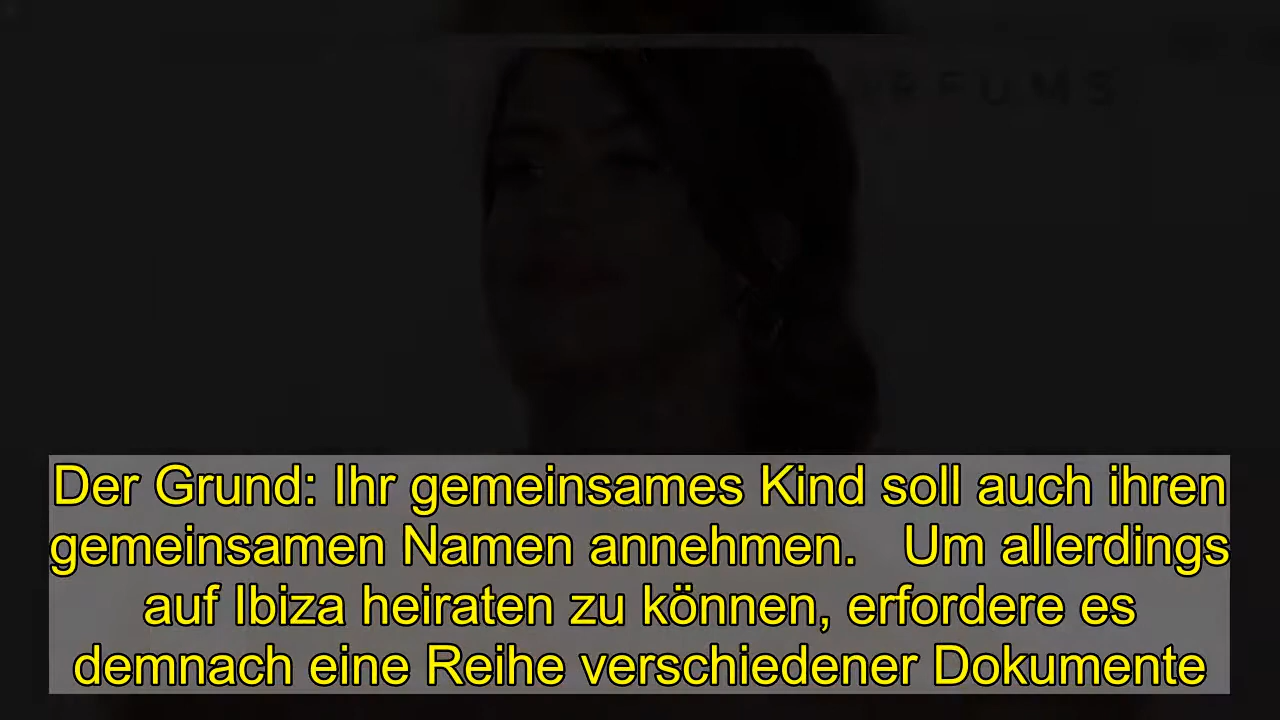 RFUMS
Der Grund: Ihr gemeinsames Kind soll auch ihren
gemeinsamen Namen annehmen. Um allerdings
auf Ibiza heiraten zu können, erfordere es
demnach eine Reihe verschiedener Dokumente